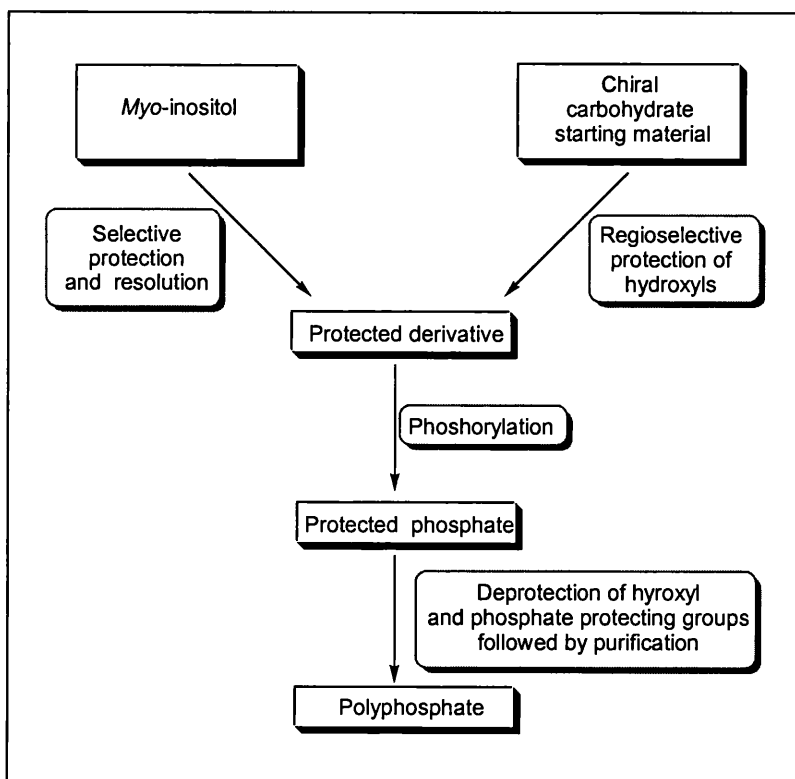 Myo-inositol
Chiral
carbohydrate
starting material
Selective
protection
and resolution
Regioselective
protection of
hydroxyls
Protected derivative
Phoshorylation
Protected phosphate
Deprotection of hyroxyl
and phosphate protecting groups
followed by purification
Polyphosphate